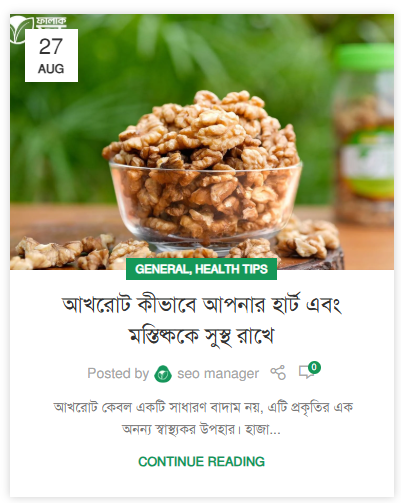 ফালাক
27
AUG
GENERAL, HEALTH TIPS
আখরোট কীভাবে আপনার হার্ট এবং
মস্তিষ্ককে সুস্থ রাখে
Posted by seo manager 0
আখরোট কেবল একটি সাধারণ বাদাম নয়, এটি প্রকৃতির এক
অনন্য স্বাস্থ্যকর উপহার। হাজা...
CONTINUE READING